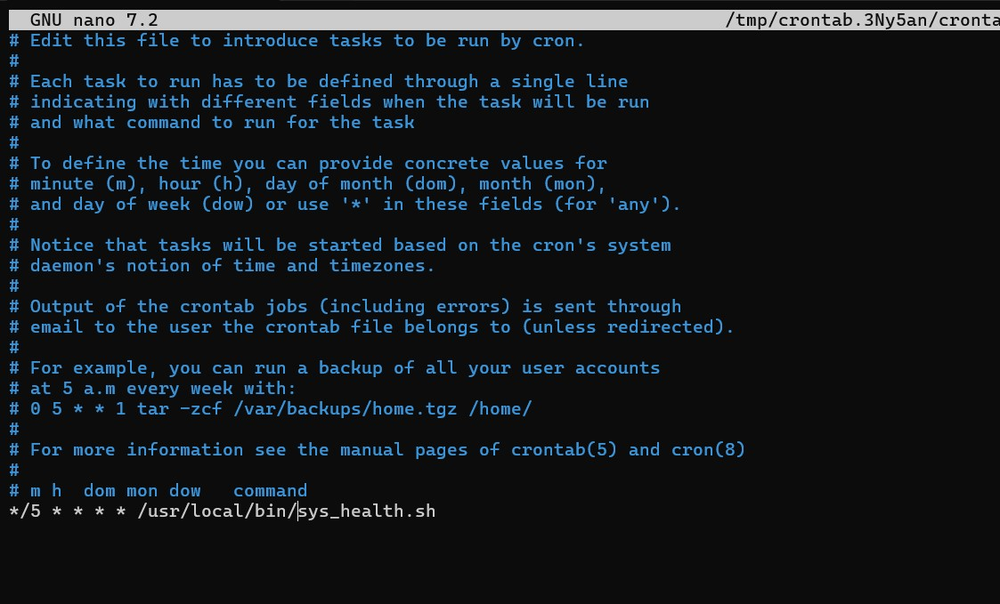 GNU nano 7.2 /tmp/crontab.3Ny5an/cronta
# Edit this file to introduce tasks to be run by cron.
#
# Each task to run has to be defined through a single line
# indicating with different fields when the task will be run
# and what command to run for the task
#
# To define the time you can provide concrete values for
# minute (m), hour (h), day of month (dom), month (mon),
# and day of week (dow) or use '*' in these fields (for 'any').
#
# Notice that tasks will be started based on the cron's system
# daemon's notion of time and timezones.
#
# Output of the crontab jobs (including errors) is sent through
# email to the user the crontab file belongs to (unless redirected).
#
# For example, you can run a backup of all your user accounts
# at 5 a.m every week with:
# 0 5 * * 1 tar -zcf /var/backups/home.tgz /home/
#
# For more information see the manual pages of crontab(5) and cron(8)
#
# m h  dom mon dow   command
*/5 * * * * /usr/local/bin/sys_health.sh